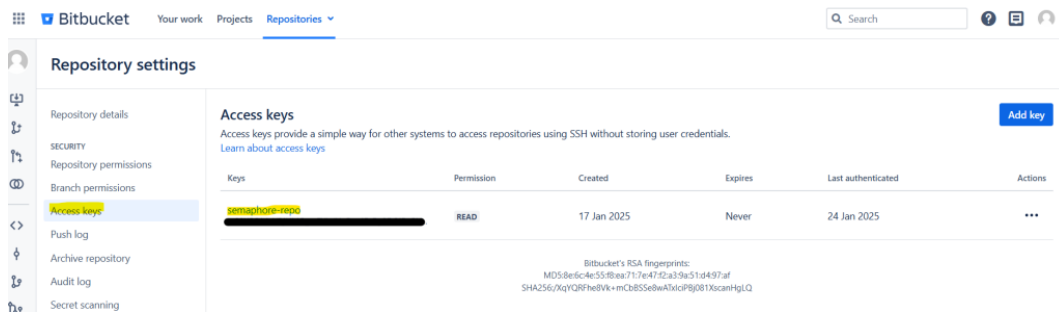 Bitbucket Your work Projects Repositories Search
Repository settings
Repository details
SECURITY
Repository permissions
Branch permissions
Access keys
Push log
Archive repository
Audit log
Secret scanning
Access keys
Add key
Access keys provide a simple way for other systems to access repositories using SSH without storing user credentials.
Learn about access keys
Keys Permission Created Expires Last authenticated Actions
semaphore-repo READ 17 Jan 2025 Never 24 Jan 2025
Bitbucket's RSA fingerprints:
MD5:8e:6c:4e:55:f8:ea:71:7e:47:f2:a3:9a:51:d4:97:af